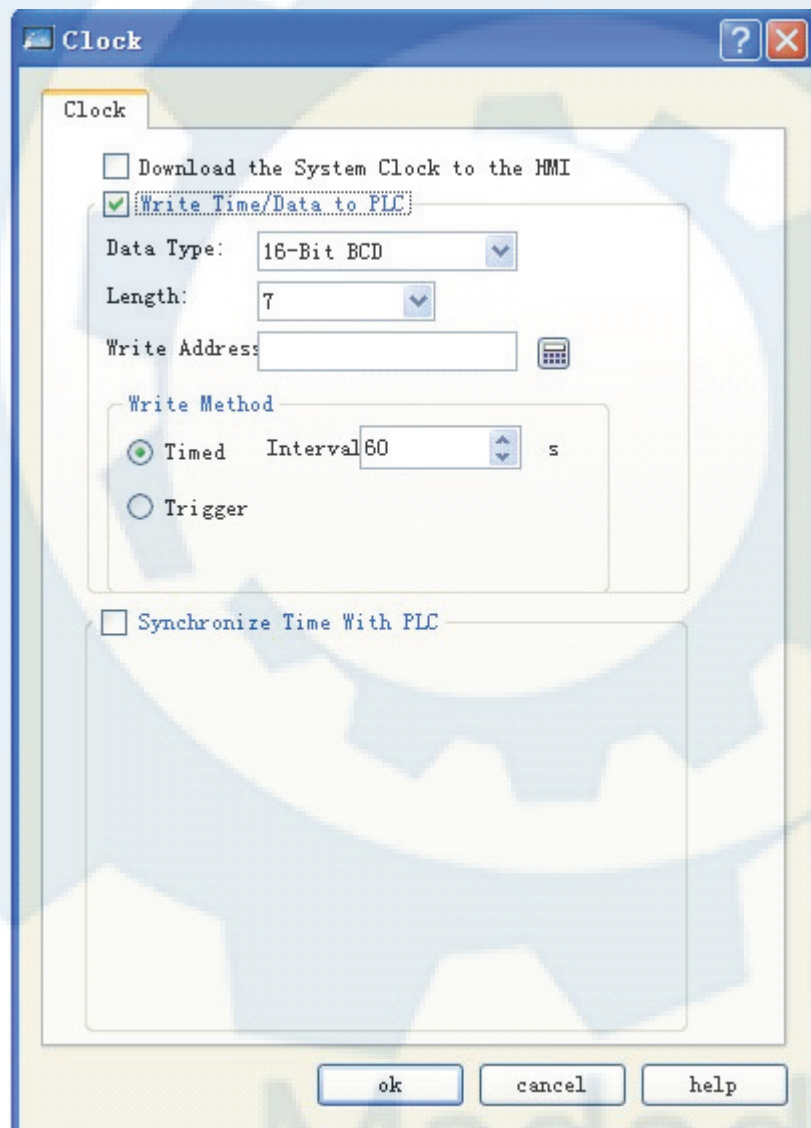 Clock
Clock
Download the System Clock to the HMI
Write Time/Data to PLC
Data Type: 16-Bit BCD
Length: 7
Write Address
Write Method
Timed Interval 60 s
Trigger
Synchronize Time With PLC
ok cancel help